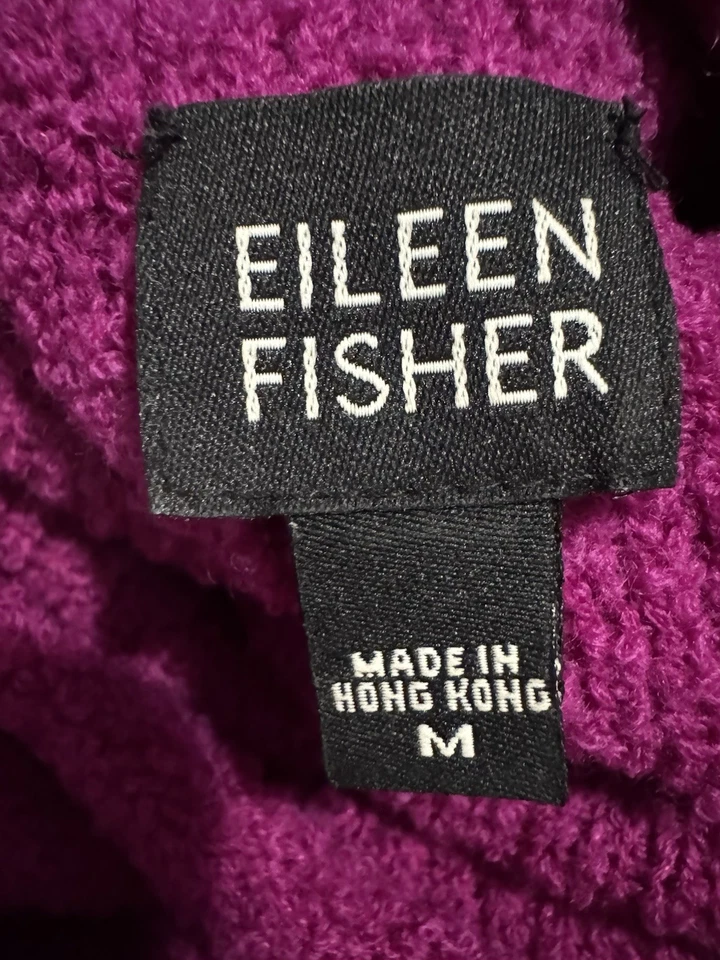 EILEEN
FISHER
MADE IN
HONG KONG
M